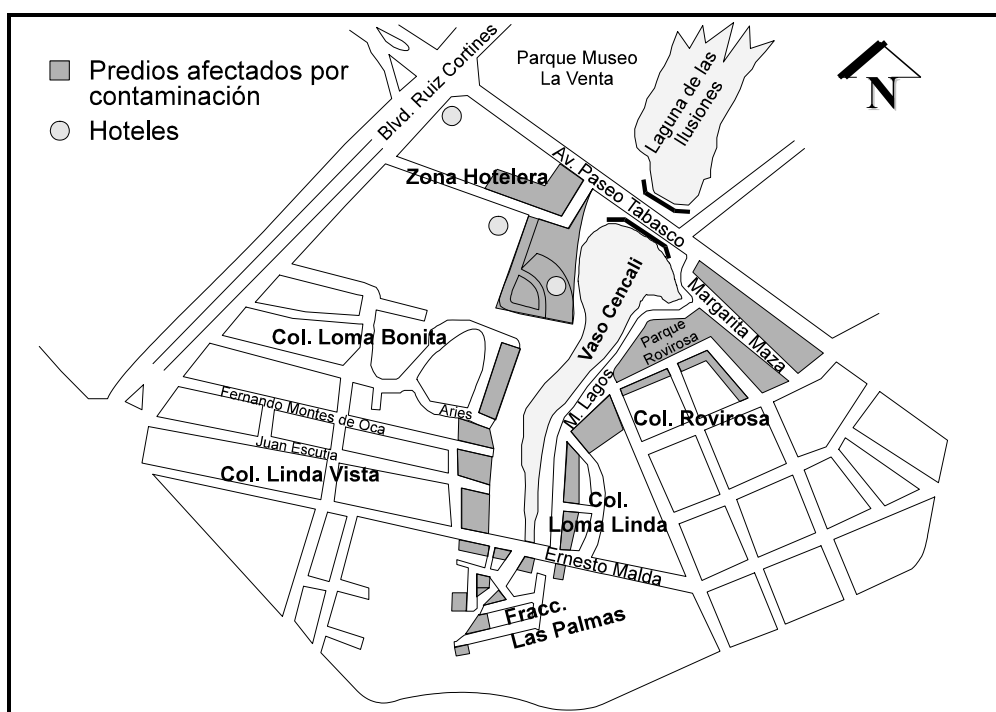 Predios afectados por
contaminación
Hoteles
Blvd. Ruiz Cortines
Parque Museo
La Venta
Laguna de las
Ilusiones
N
Av. Paseo Tabasco
Zona Hotelera
Vaso Cencali
Margarita Maza
Parque
Rovirosa
M. Lagos
Col. Loma Bonita
Aries
Fernando Montes de Oca
Juan Escutia
Col. Linda Vista
Col. Rovirosa
Col.
Loma Linda
Ernesto Malda
Fracc.
Las Palmas